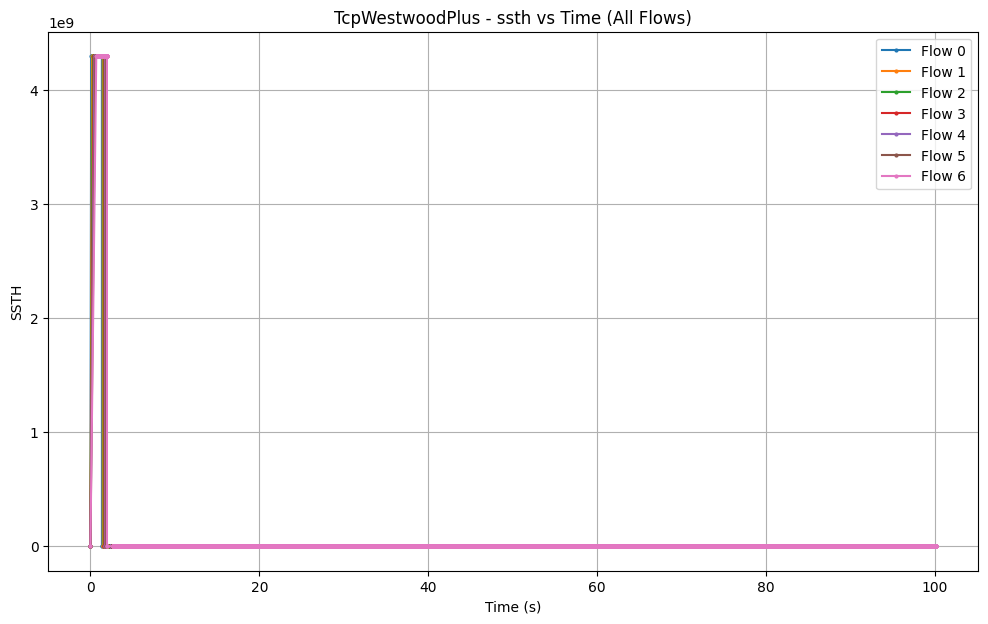 TcpWestwoodPlus - ssth vs Time (All Flows)
1e9
4
3
2
1
0
SSTH
0 20 40 60 80 100
Time (s)
Flow 0
Flow 1
Flow 2
Flow 3
Flow 4
Flow 5
Flow 6